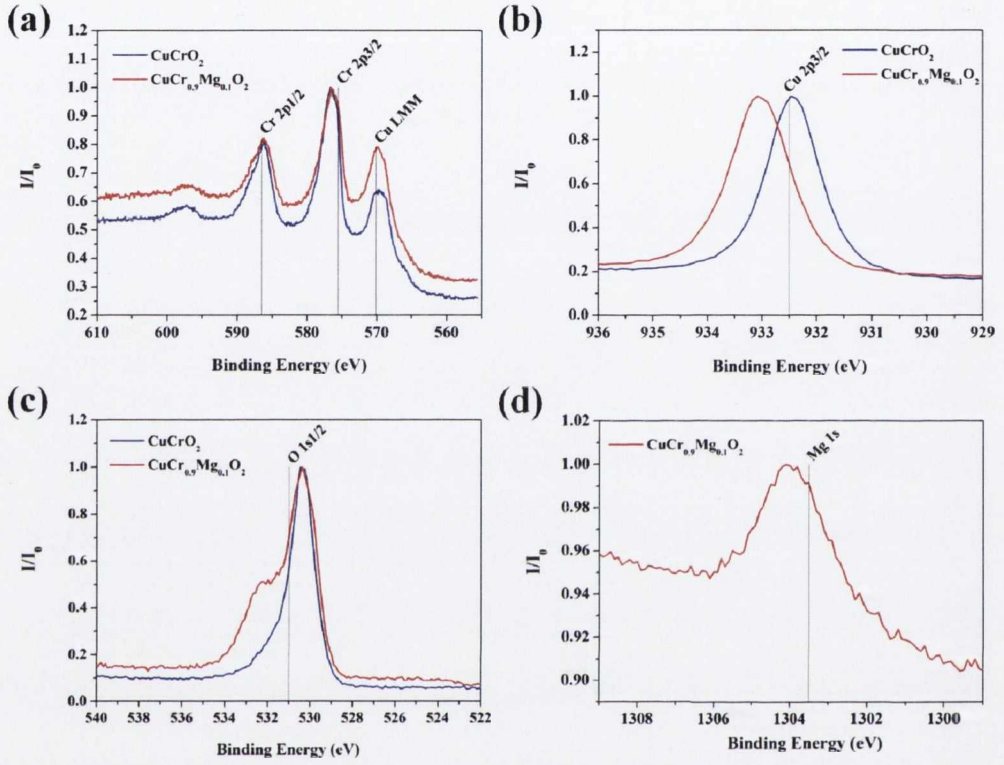 (a)
CuCrO2
CuCr0.9Mg0.1O2
Cr 2p1/2
Cr 2p3/2
Cu LMM
I/I0
1.2
1.1
1.0
0.9
0.8
0.7
0.6
0.5
0.4
0.3
0.2
610 600 590 580 570 560
Binding Energy (eV)
(b)
Cu 2p3/2
CuCrO2
CuCr0.9Mg0.1O2
I/I0
1.2
1.0
0.8
0.6
0.4
0.2
0.0
936 935 934 933 932 931 930 929
Binding Energy (eV)
(c)
CuCrO2
CuCr0.9Mg0.1O2
O 1s1/2
I/I0
1.2
1.0
0.8
0.6
0.4
0.2
0.0
540 538 536 534 532 530 528 526 524 522
Binding Energy (eV)
(d)
CuCr0.9Mg0.1O2
Mg 1s
I/I0
1.02
1.00
0.98
0.96
0.94
0.92
0.90
1308 1306 1304 1302 1300
Binding Energy (eV)